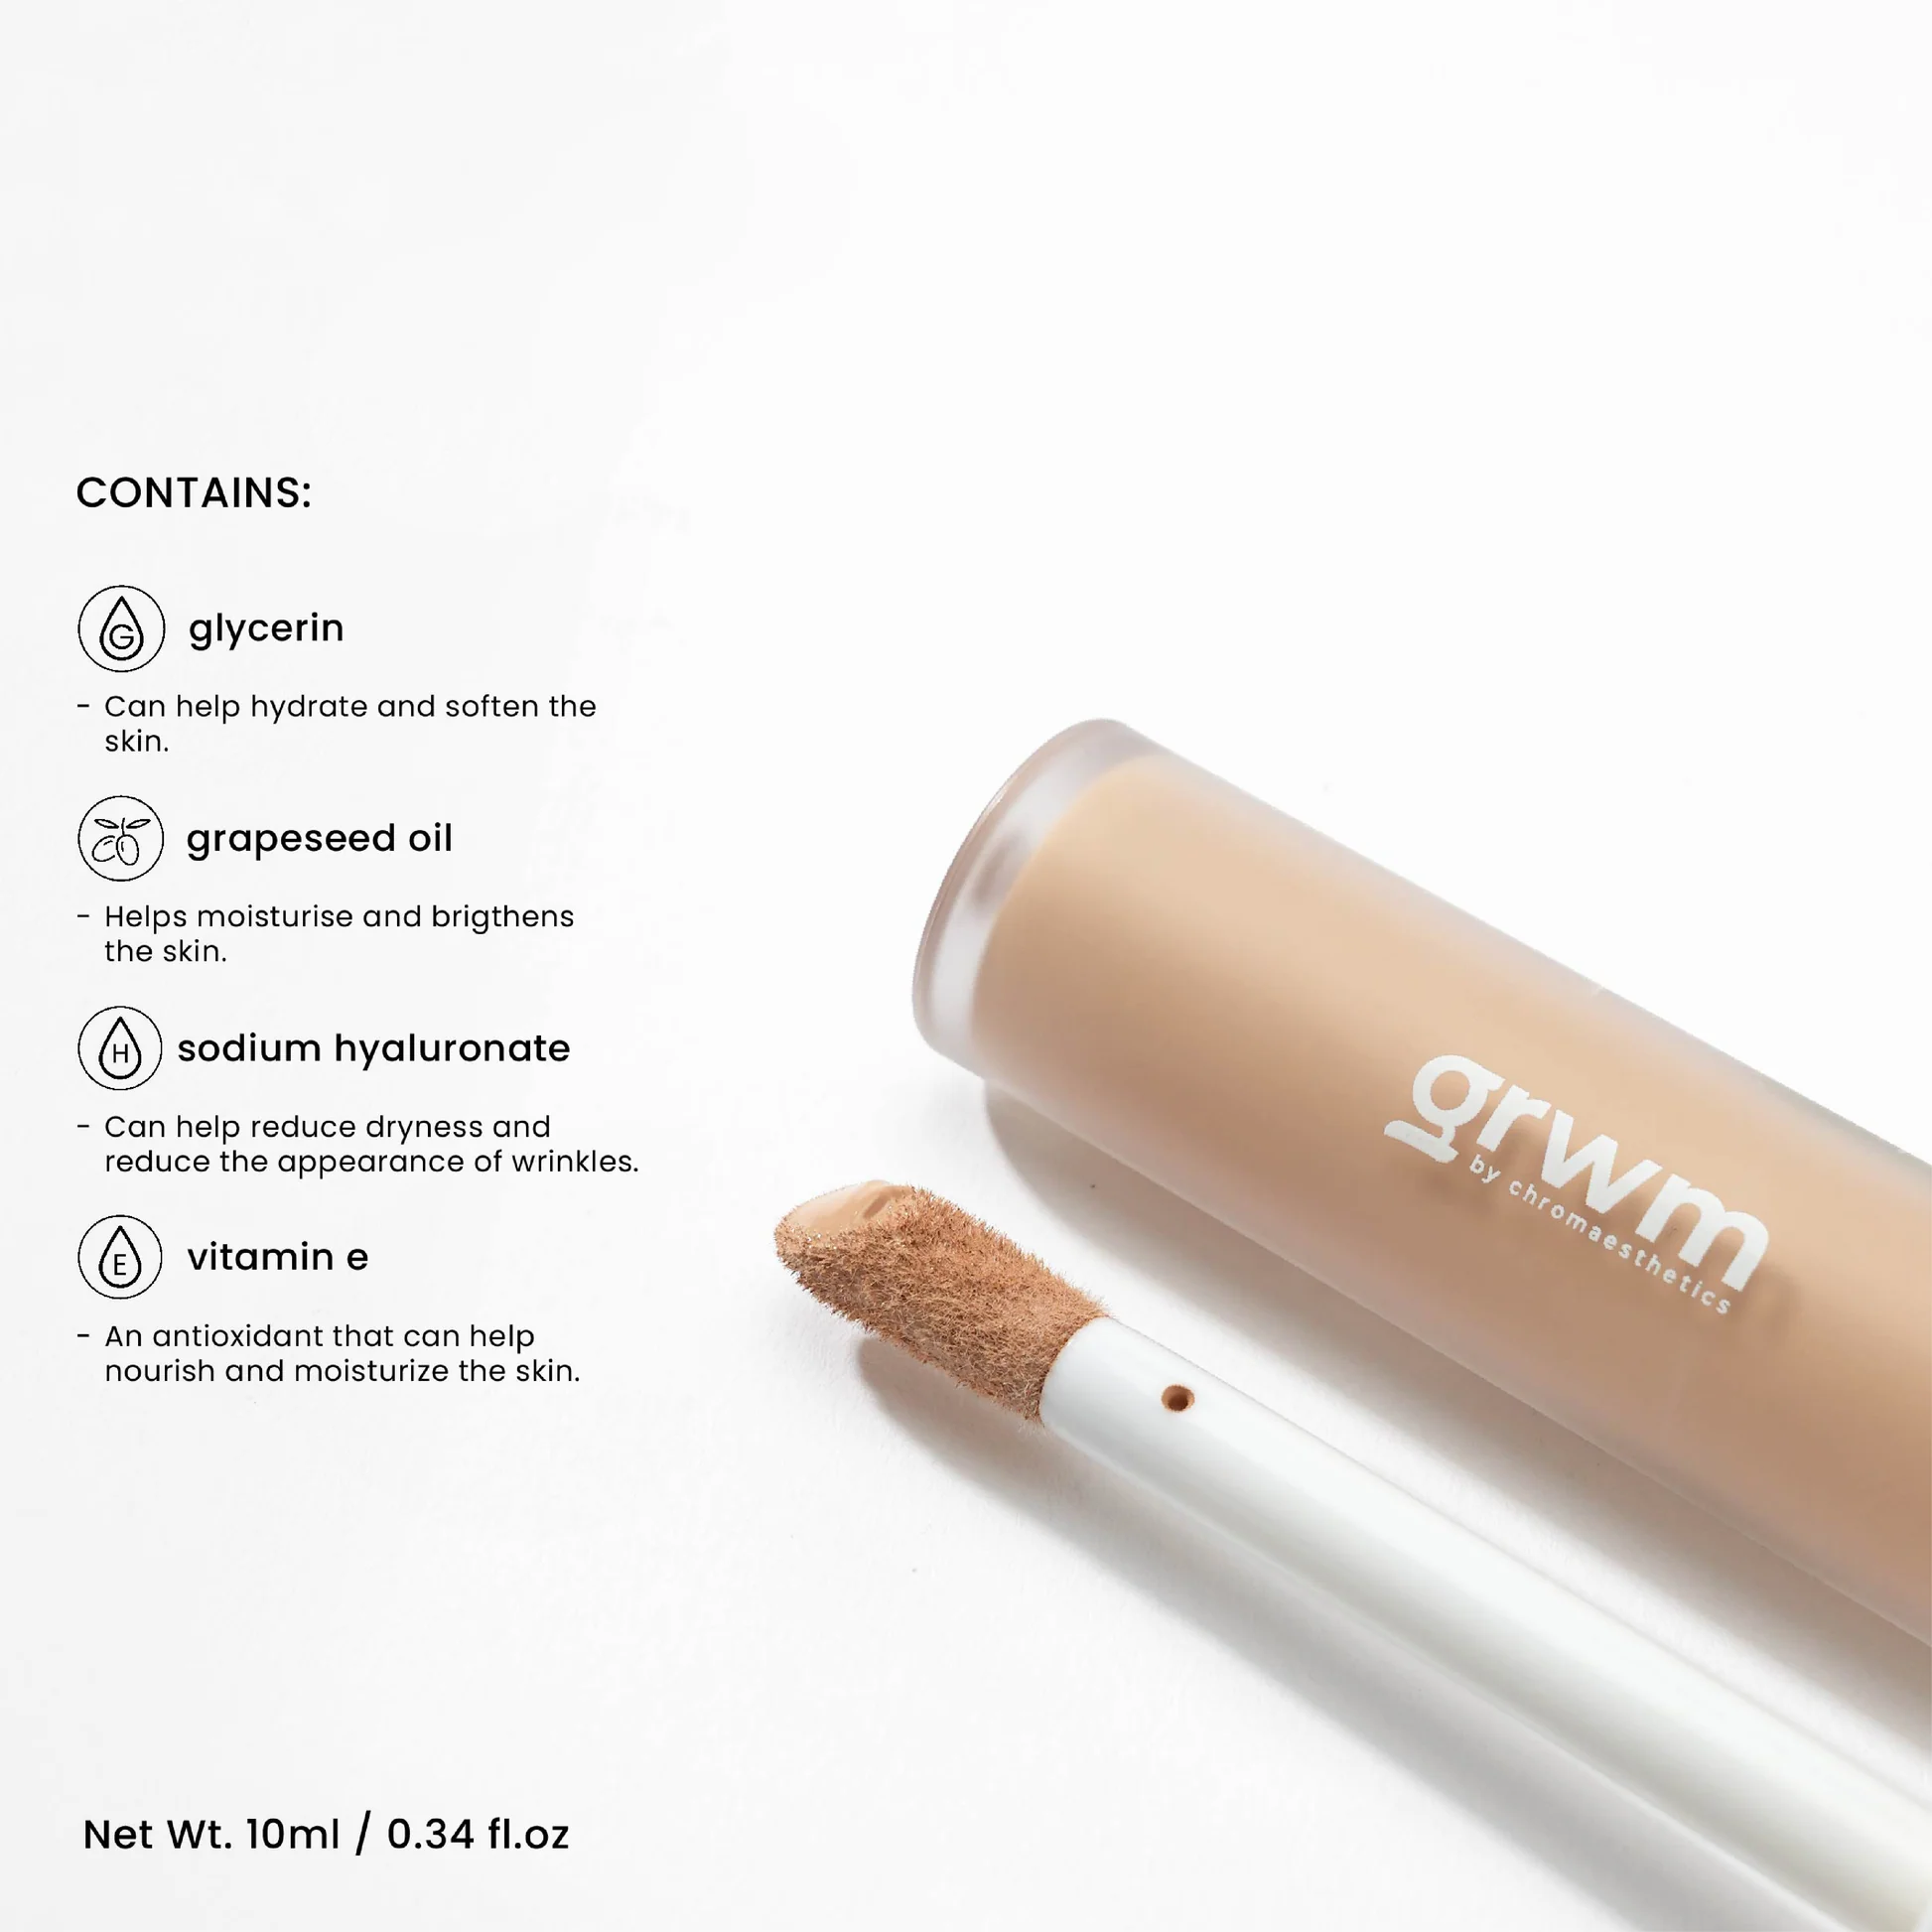 CONTAINS:
G
glycerin
- Can help hydrate and soften the
skin.
grapeseed oil
- Helps moisturise and brigthens
the skin.
H
sodium hyaluronate
- Can help reduce dryness and
reduce the appearance of wrinkles.
E
vitamin e
- An antioxidant that can help
nourish and moisturize the skin.
grwm
by chromaesthetics
Net Wt. 10ml / 0.34 fl.oz